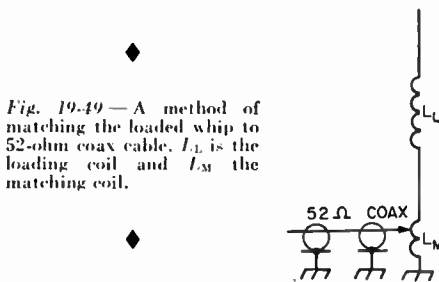 Fig. 19-49 — A method of
matching the loaded whip to
52-ohm coax cable. L_L is the
loading coil and L_M the
matching coil.
L_L
52 Ω COAX
L_M